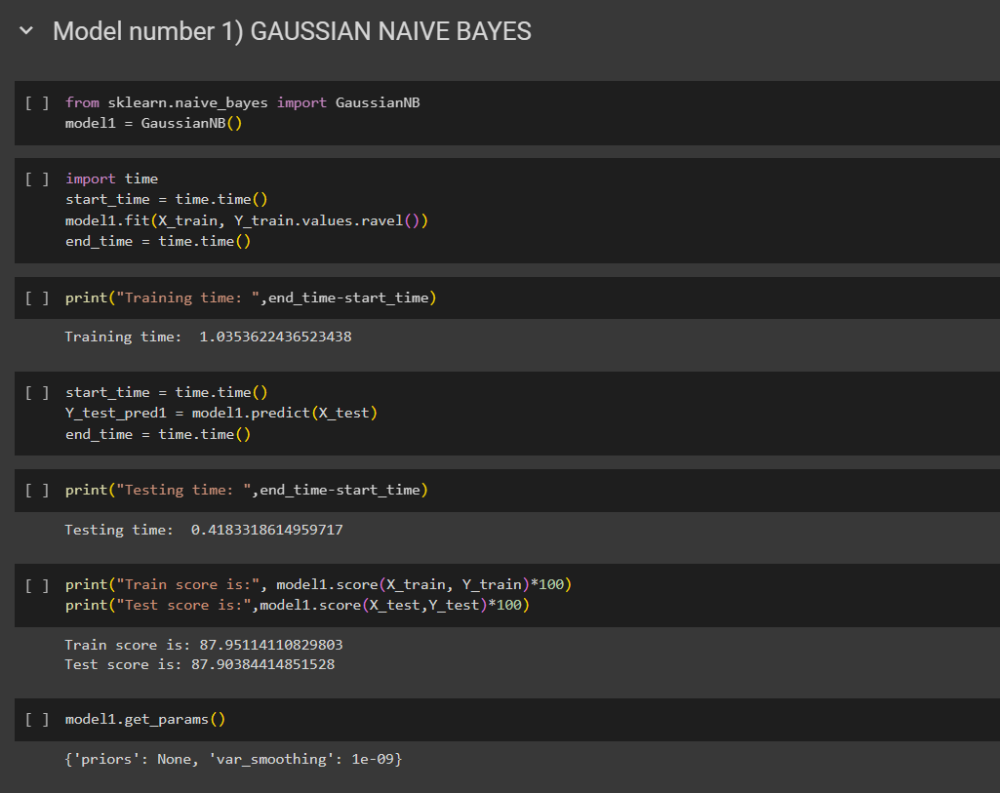 Model number 1) GAUSSIAN NAIVE BAYES
[ ] from sklearn.naive_bayes import GaussianNB
model1 = GaussianNB()
[ ] import time
start_time = time.time()
model1.fit(X_train, Y_train.values.ravel())
end_time = time.time()
[ ] print("Training time: ",end_time-start_time)
Training time:  1.0353622436523438
[ ] start_time = time.time()
Y_test_pred1 = model1.predict(X_test)
end_time = time.time()
[ ] print("Testing time: ",end_time-start_time)
Testing time:  0.4183318614959717
[ ] print("Train score is:", model1.score(X_train, Y_train)*100)
print("Test score is:",model1.score(X_test,Y_test)*100)
Train score is: 87.95114110829803
Test score is: 87.90384414851528
[ ] model1.get_params()
{'priors': None, 'var_smoothing': 1e-09}